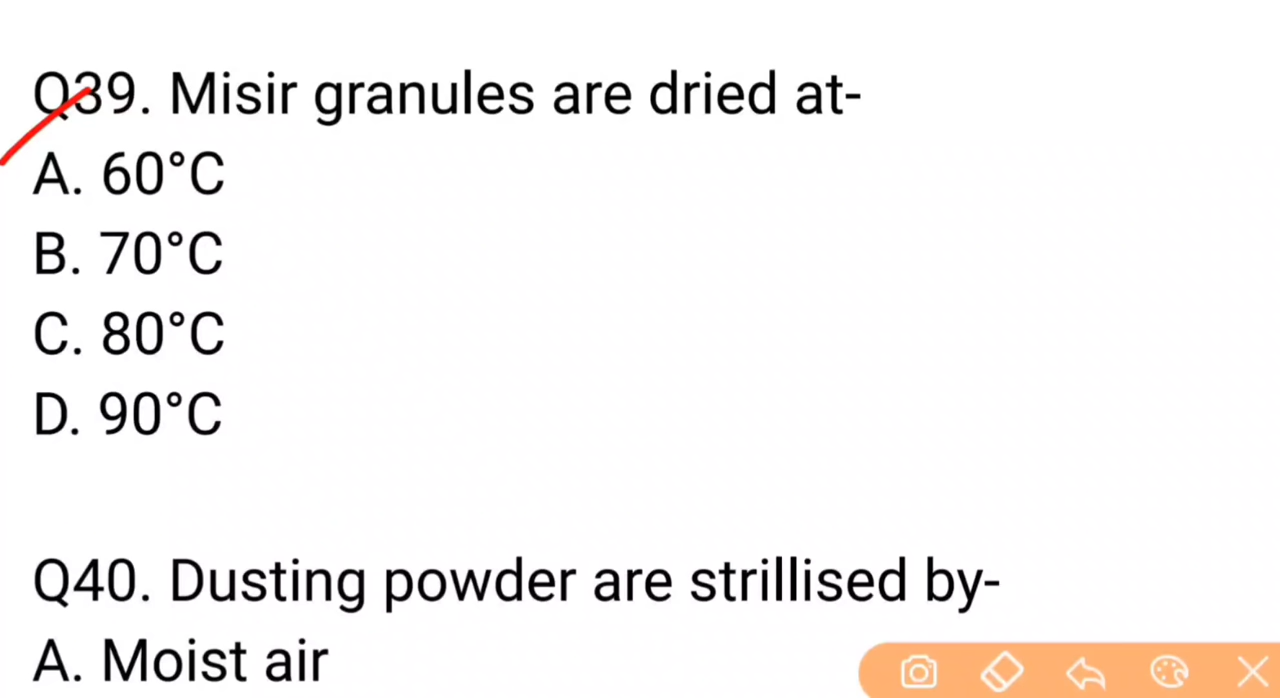 Q39. Misir granules are dried at-
A. 60°C
B. 70°C
C. 80°C
D. 90°C
Q40. Dusting powder are strillised by-
A. Moist air